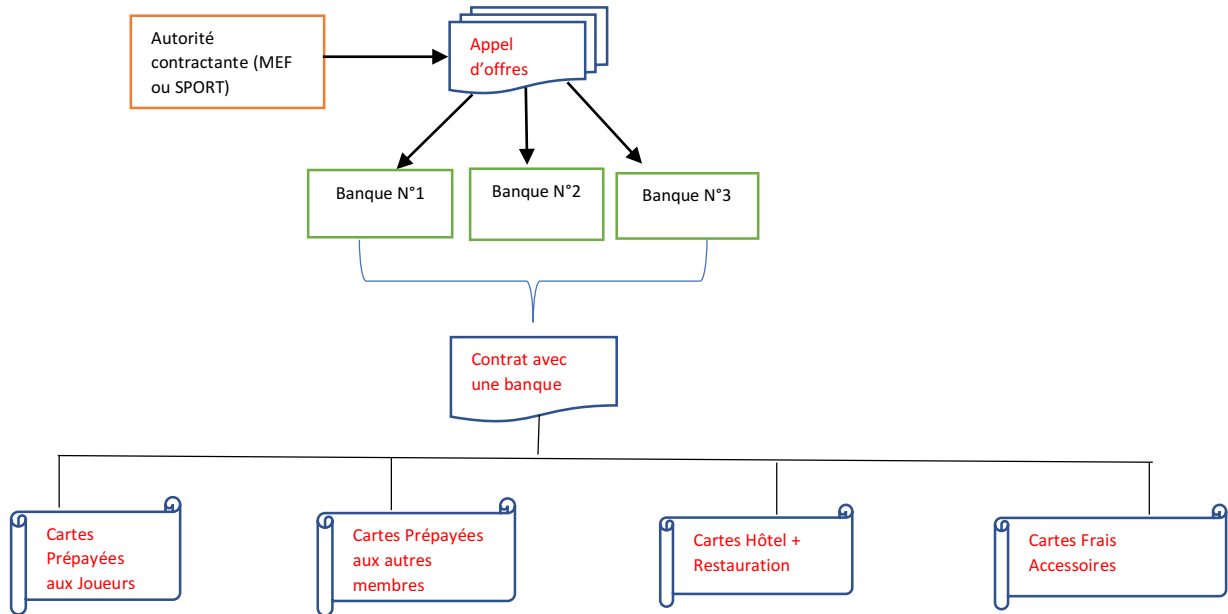 Autorité
contractante (MEF
ou SPORT)
Appel
d'offres
Banque N°1
Banque N°2
Banque N°3
Contrat avec
une banque
Cartes
Prépayées
aux Joueurs
Cartes Prépayées
aux autres
membres
Cartes Hôtel +
Restauration
Cartes Frais
Accessoires